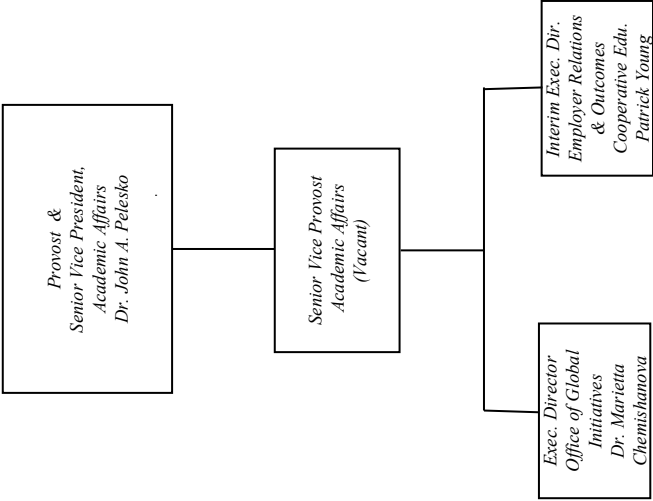 Provost &
Senior Vice President,
Academic Affairs
Dr. John A. Pelesko
Senior Vice Provost
Academic Affairs
(Vacant)
Exec. Director
Office of Global
Initiatives
Dr. Marietta
Chemishanova
Interim Exec. Dir.
Employer Relations
& Outcomes
Cooperative Edu.
Patrick Young